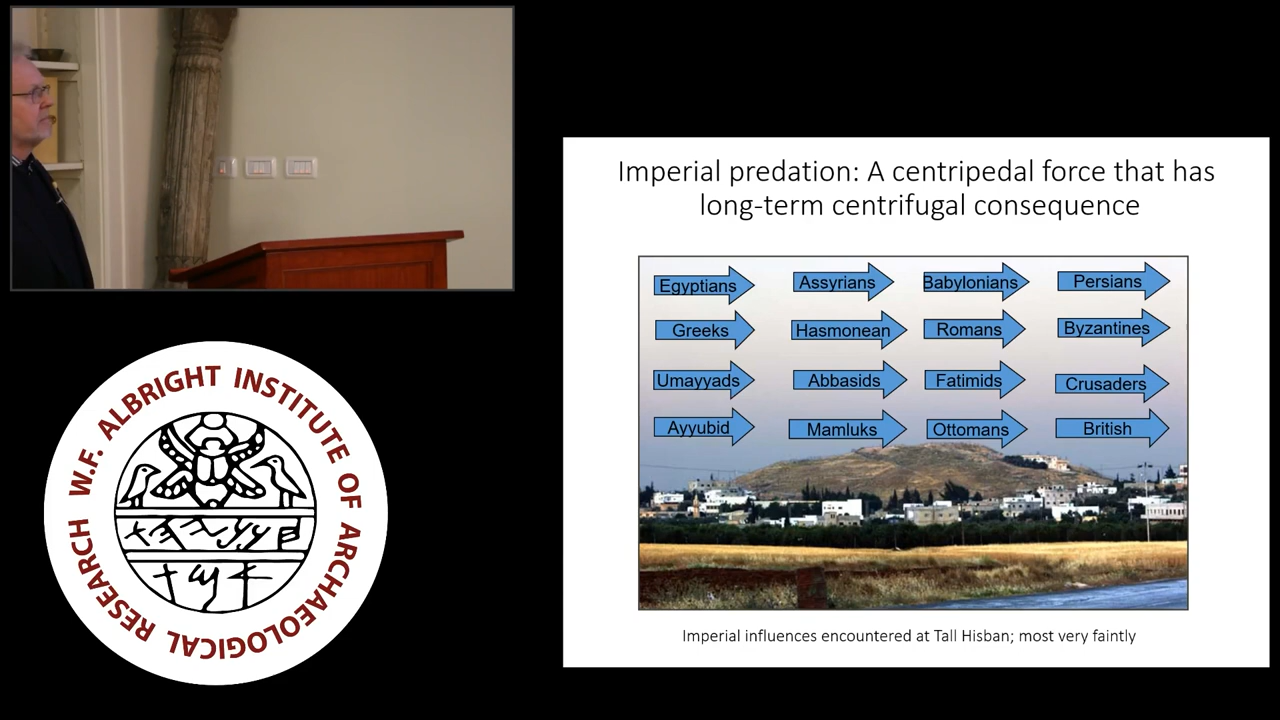 Imperial predation: A centripedal force that has
long-term centrifugal consequence
Egyptians Assyrians Babylonians Persians
Greeks Hasmonean Romans Byzantines
Umayyads Abbasids Fatimids Crusaders
Ayyubid Mamluks Ottomans British
Imperial influences encountered at Tall Hisban; most very faintly
W.F. ALBRIGHT INSTITUTE OF ARCHAEOLOGICAL RESEARCH